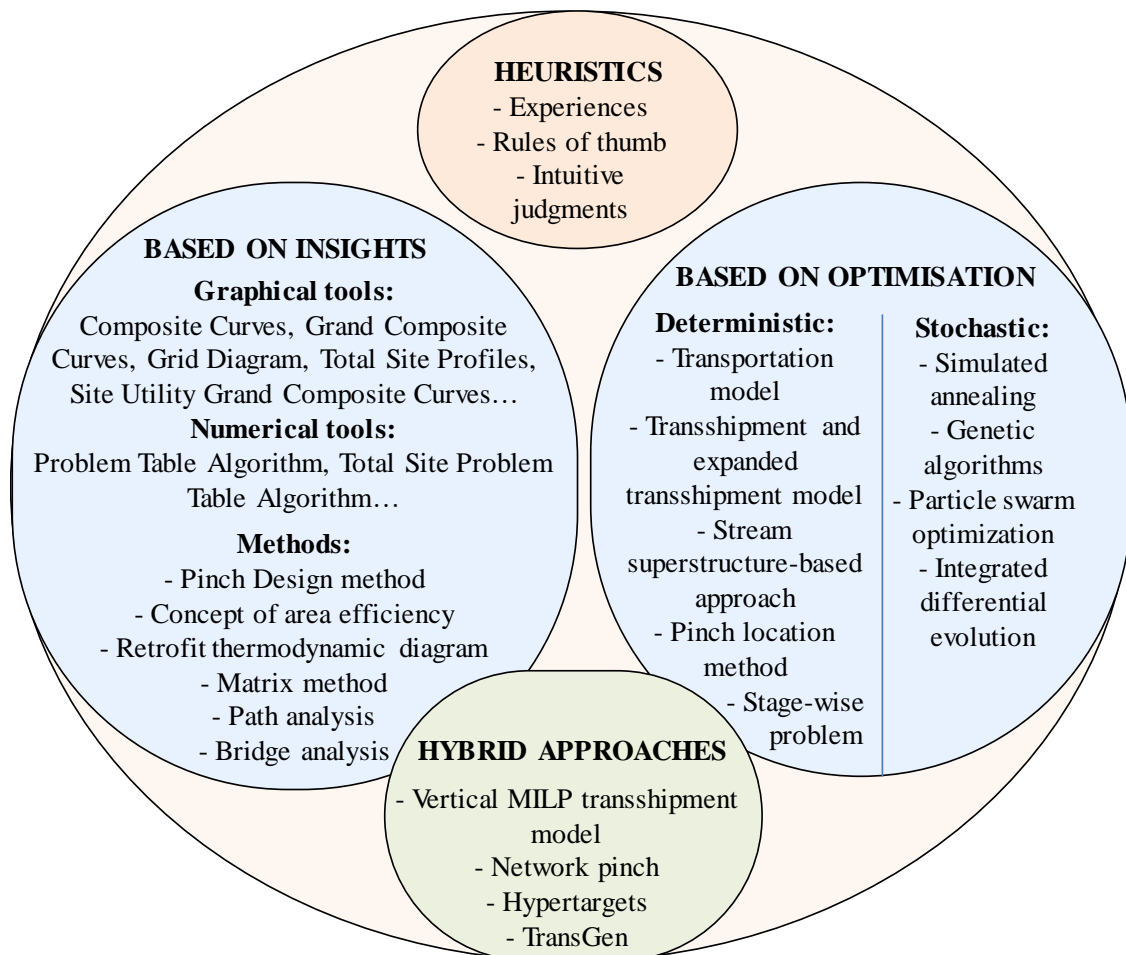 HEURISTICS
- Experiences
- Rules of thumb
- Intuitive
judgments
BASED ON INSIGHTS
Graphical tools:
Composite Curves, Grand Composite
Curves, Grid Diagram, Total Site Profiles,
Site Utility Grand Composite Curves…
Numerical tools:
Problem Table Algorithm, Total Site Problem
Table Algorithm…
Methods:
- Pinch Design method
- Concept of area efficiency
- Retrofit thermodynamic diagram
- Matrix method
- Path analysis
- Bridge analysis
BASED ON OPTIMISATION
Deterministic:
- Transportation
model
- Transshipment and
expanded
transshipment model
- Stream
superstructure-based
approach
- Pinch location
method
- Stage-wise
problem
Stochastic:
- Simulated
annealing
- Genetic
algorithms
- Particle swarm
optimization
- Integrated
differential
evolution
HYBRID APPROACHES
- Vertical MILP transshipment
model
- Network pinch
- Hypertargets
- TransGen